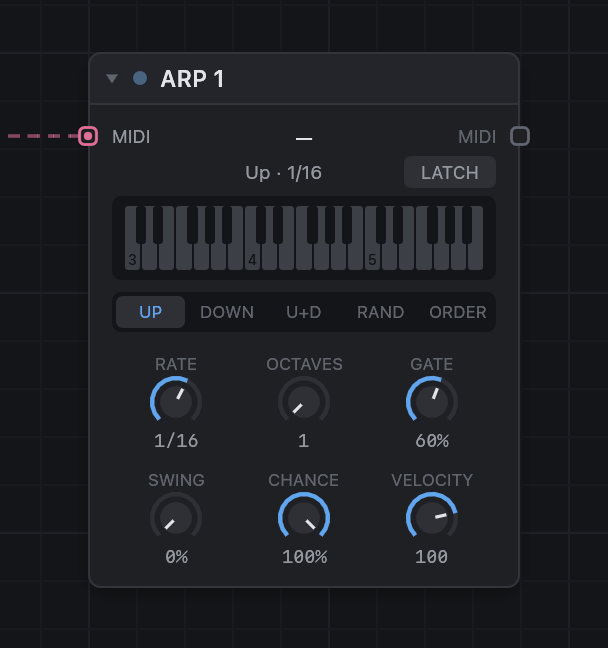 ARP 1
MIDI — MIDI
Up · 1/16 LATCH
3 4 5
UP DOWN U+D RAND ORDER
RATE OCTAVES GATE
1/16 1 60%
SWING CHANCE VELOCITY
0% 100% 100